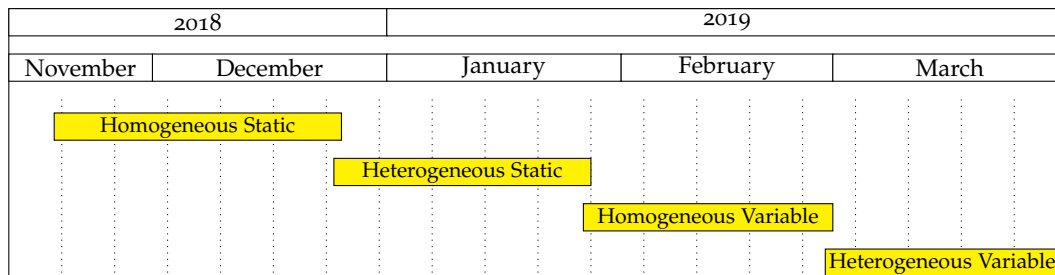 2018 2019
November December January February March
Homogeneous Static
Heterogeneous Static
Homogeneous Variable
Heterogeneous Variable